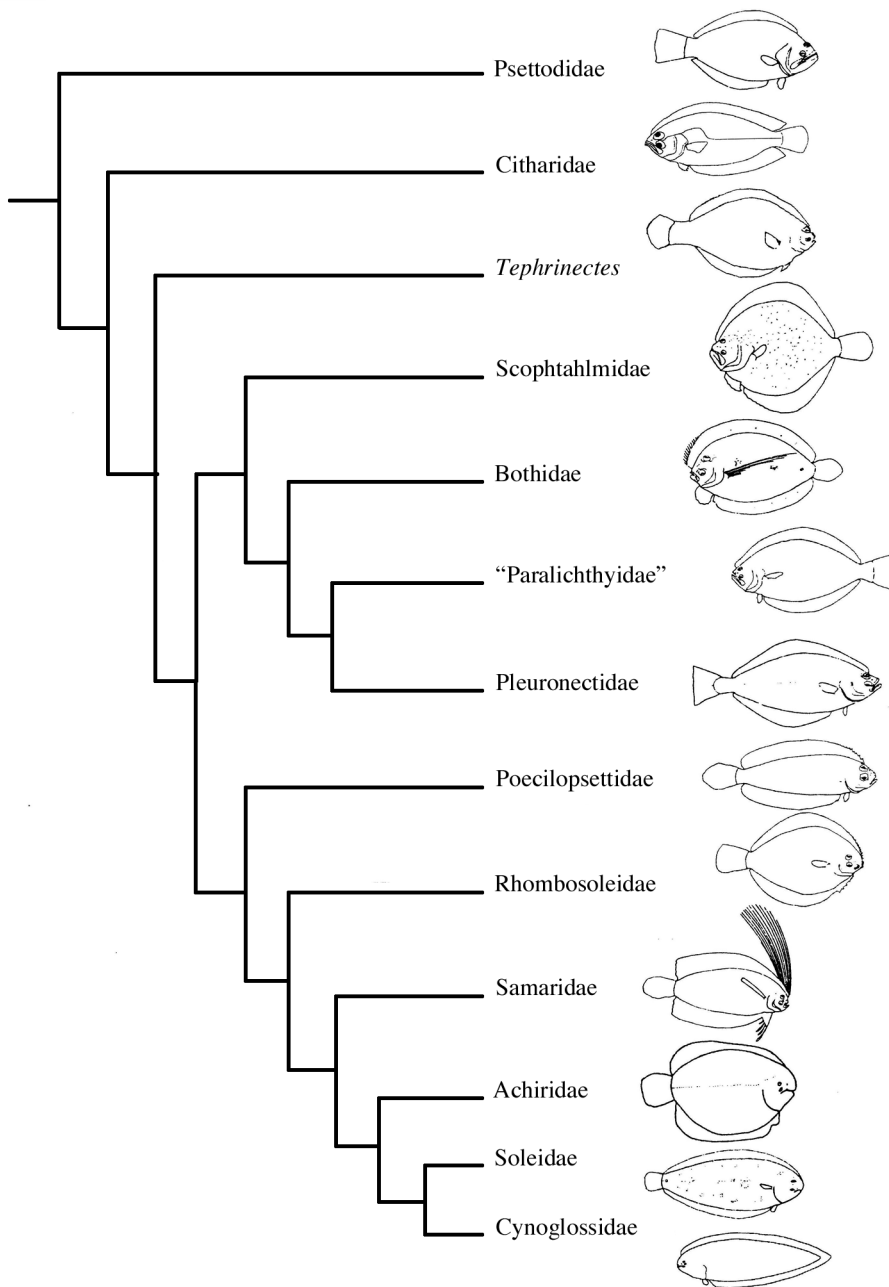 Psettodidae
Citharidae
Tephrinectes
Scophtahlmidae
Bothidae
“Paralichthyidae”
Pleuronectidae
Poecilopsettidae
Rhombosoleidae
Samaridae
Achiridae
Soleidae
Cynoglossidae